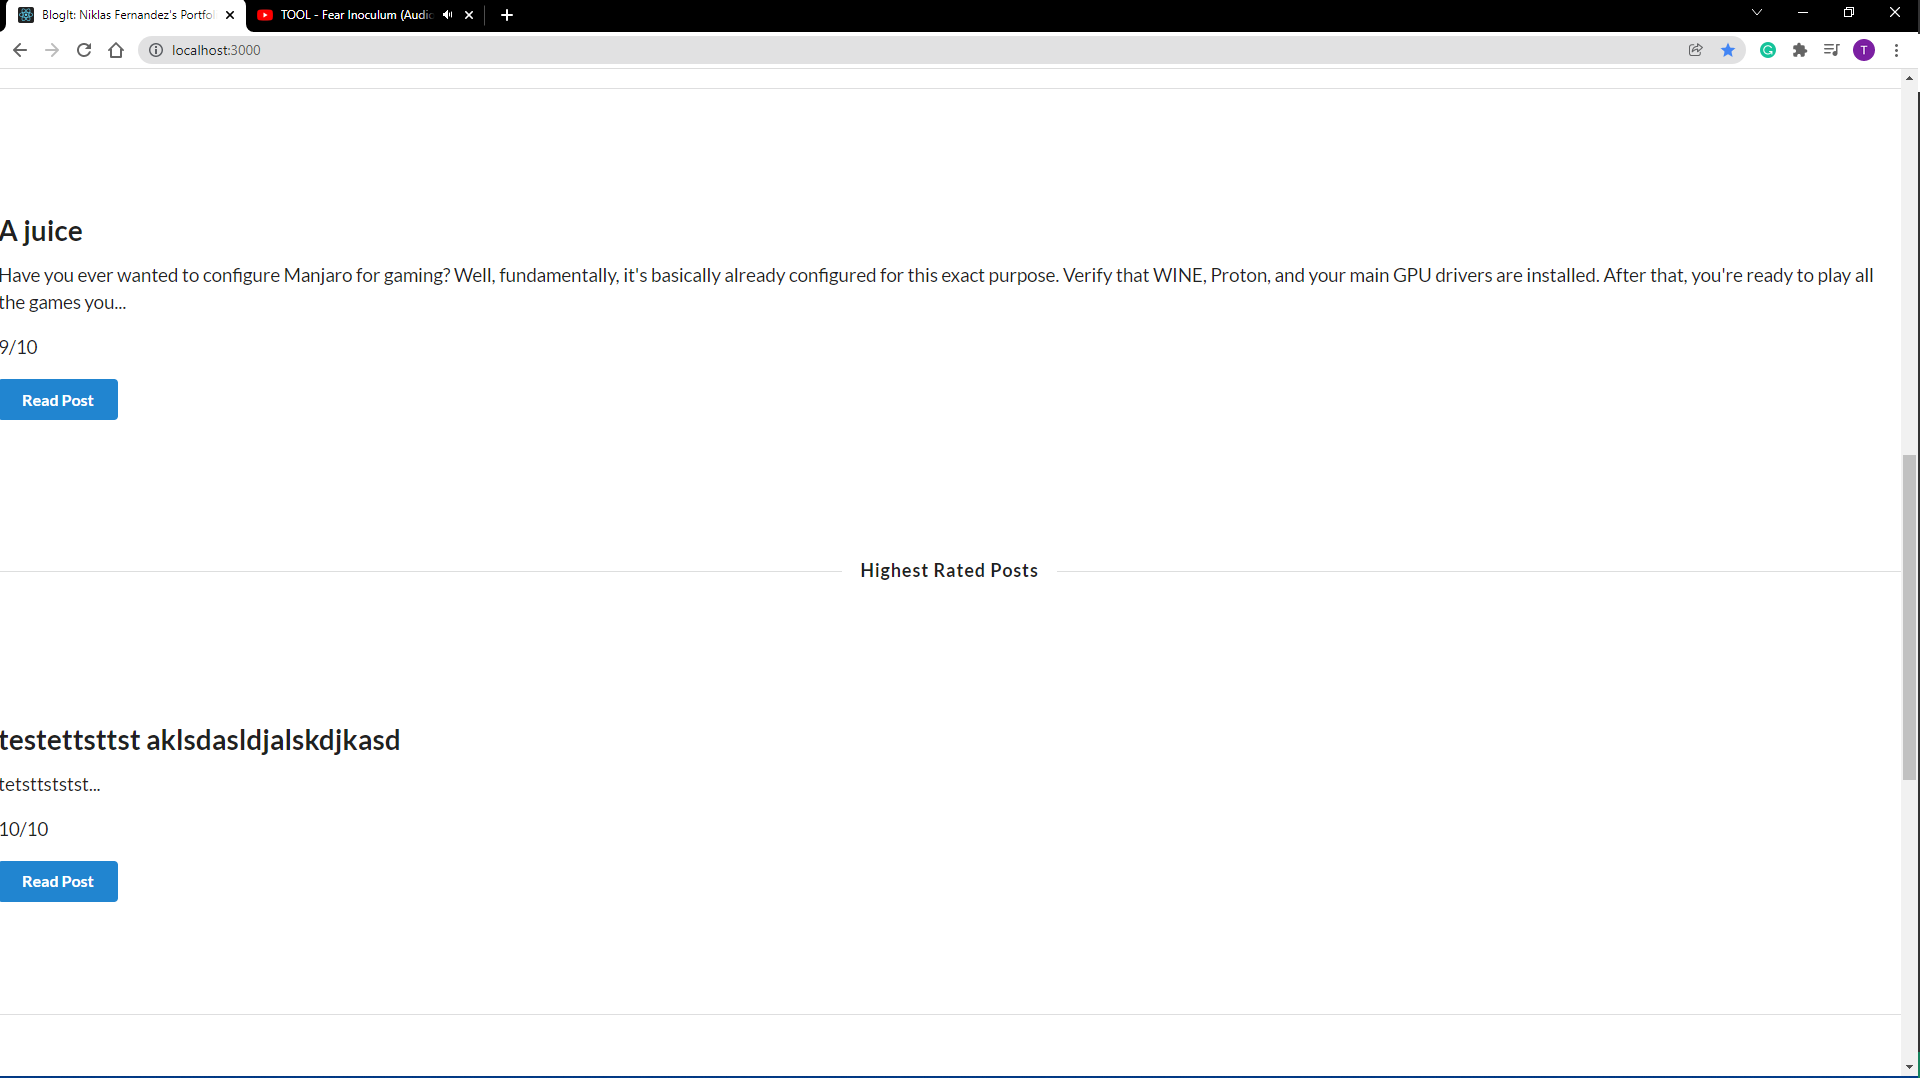 BlogIt: Niklas Fernandez's Portfo
TOOL - Fear Inoculum (Audio
localhost:3000
T
A juice
Have you ever wanted to configure Manjaro for gaming? Well, fundamentally, it's basically already configured for this exact purpose. Verify that WINE, Proton, and your main GPU drivers are installed. After that, you're ready to play all
the games you...
9/10
Read Post
Highest Rated Posts
testettsttst aklsdasldjalskdjkasd
tetsttststst...
10/10
Read Post